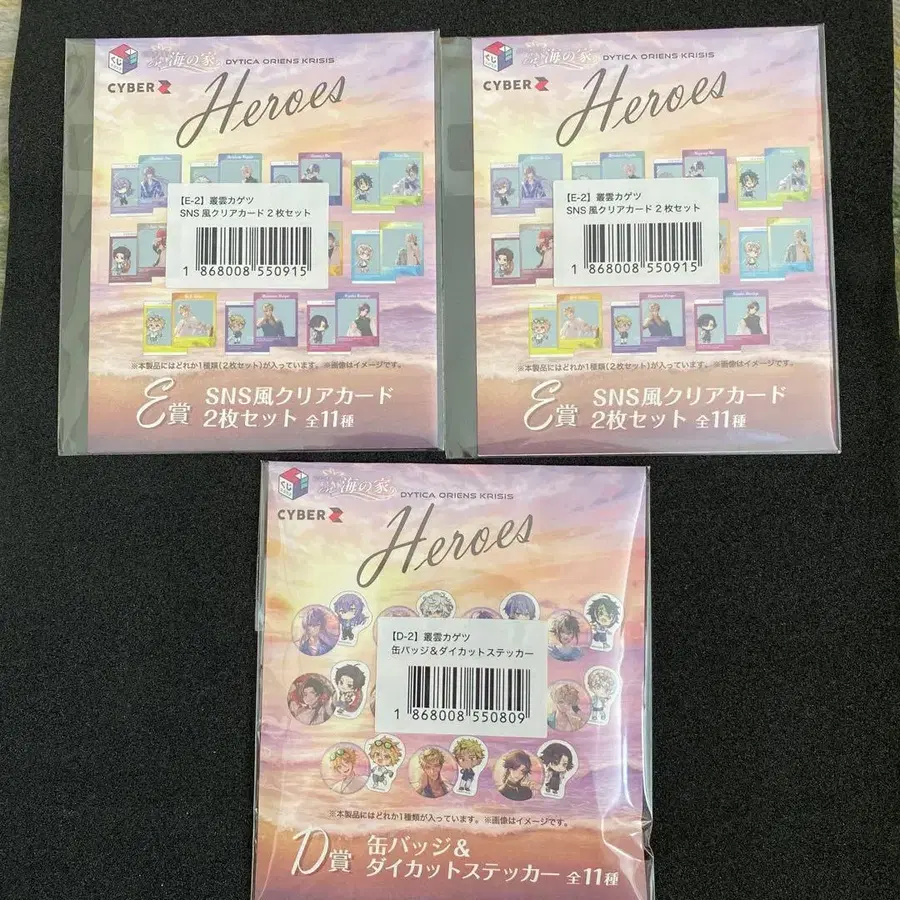 くじ
海の家
DYTICA ORIENS KRISIS
CYBER Z
Heroes
【E-2】叢雲カゲツ
SNS 風クリアカード 2 枚セット
1 868008 550915
※本製品にはどれか1種類(2枚セット)が入っています。※画像はイメージです。
E賞
SNS風クリアカード
2枚セット 全11種
くじ
海の家
DYTICA ORIENS KRISIS
CYBER Z
Heroes
【E-2】叢雲カゲツ
SNS 風クリアカード 2 枚セット
1 868008 550915
※本製品にはどれか1種類(2枚セット)が入っています。※画像はイメージです。
E賞
SNS風クリアカード
2枚セット 全11種
くじ
海の家
DYTICA ORIENS KRISIS
CYBER Z
Heroes
【D-2】叢雲カゲツ
缶バッジ&ダイカットステッカー
1 868008 550809
※本製品にはどれか1種類が入っています。※画像はイメージです。
D賞
缶バッジ&
ダイカットステッカー 全11種